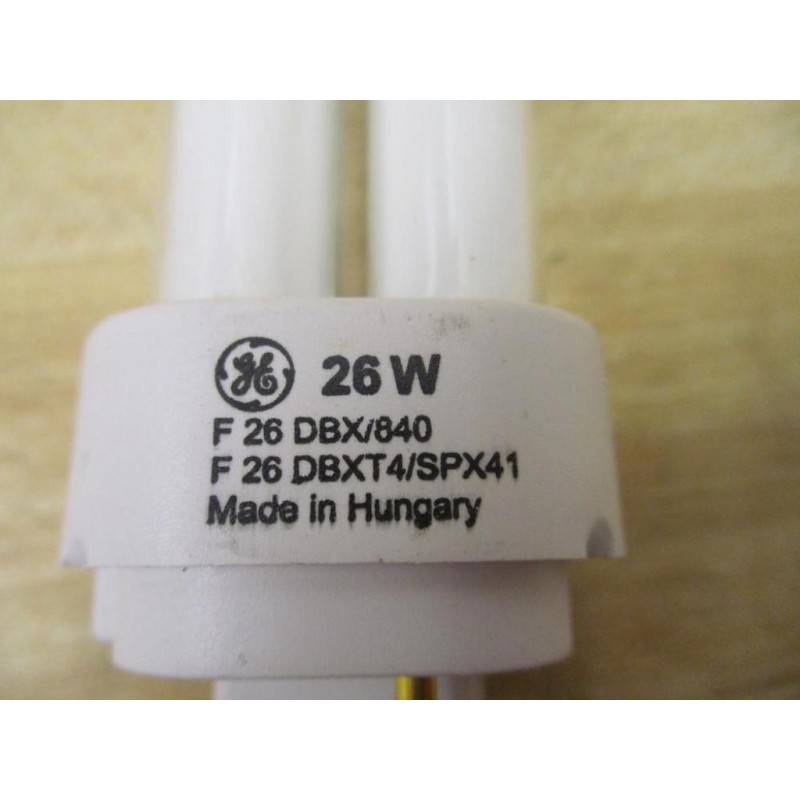 GE 26 W
F 26 DBX/840
F 26 DBXT4/SPX41
Made in Hungary